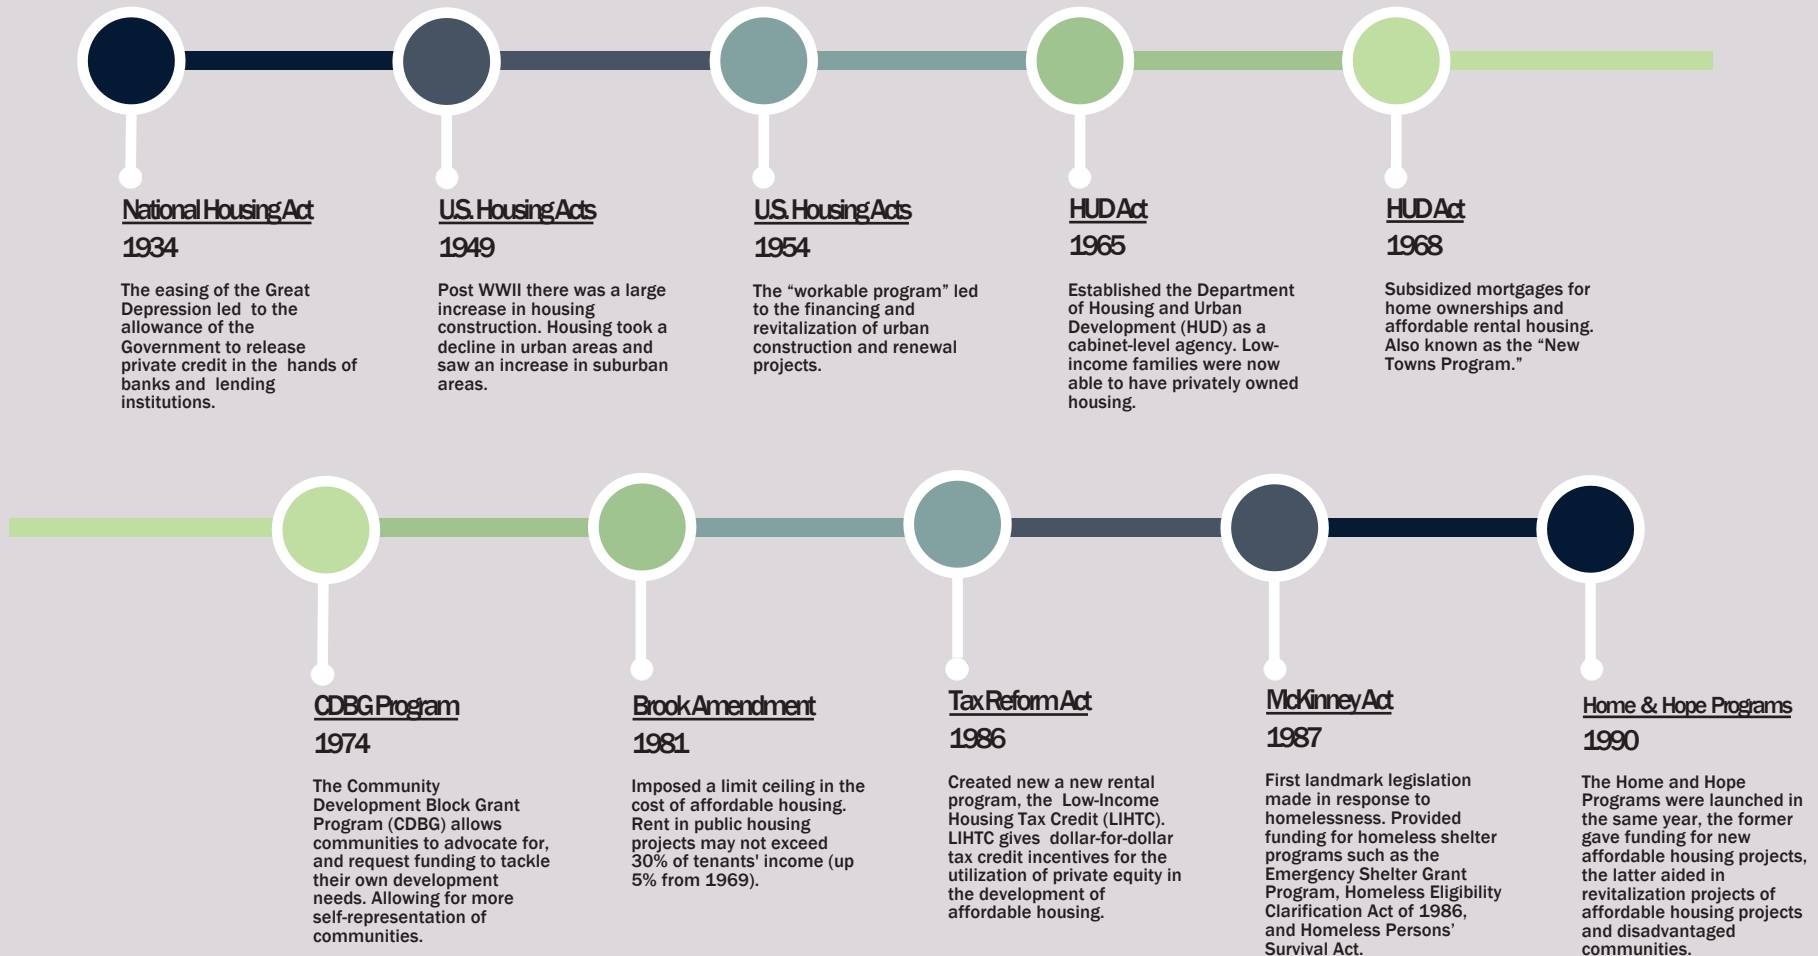 National Housing Act
1934
The easing of the Great
Depression led  to the
allowance of the
Government to release
private credit in the  hands of
banks and  lending
institutions.
U.S. Housing Acts
1949
Post WWII there was a large
increase in housing
construction. Housing took a
decline in urban areas and
saw an increase in suburban
areas.
U.S. Housing Acts
1954
The “workable program” led
to the financing and
revitalization of urban
construction and renewal
projects.
HUD Act
1965
Established the Department
of Housing and Urban
Development (HUD) as a
cabinet-level agency. Low-
income families were now
able to have privately owned
housing.
HUD Act
1968
Subsidized mortgages for
home ownerships and
affordable rental housing.
Also known as the “New
Towns Program.”
CDBG Program
1974
The Community
Development Block Grant
Program (CDBG) allows
communities to advocate for,
and request funding to tackle
their own development
needs. Allowing for more
self-representation of
communities.
Brook Amendment
1981
Imposed a limit ceiling in the
cost of affordable housing.
Rent in public housing
projects may not exceed
30% of tenants' income (up
5% from 1969).
Tax Reform Act
1986
Created new a new rental
program, the  Low-Income
Housing Tax Credit (LIHTC).
LIHTC gives  dollar-for-dollar
tax credit incentives for the
utilization of private equity in
the development of
affordable housing.
McKinney Act
1987
First landmark legislation
made in response to
homelessness. Provided
funding for homeless shelter
programs such as the
Emergency Shelter Grant
Program, Homeless Eligibility
Clarification Act of 1986,
and Homeless Persons’
Survival Act.
Home & Hope Programs
1990
The Home and Hope
Programs were launched in
the same year, the former
gave funding for new
affordable housing projects,
the latter aided in
revitalization projects of
affordable housing projects
and disadvantaged
communities.